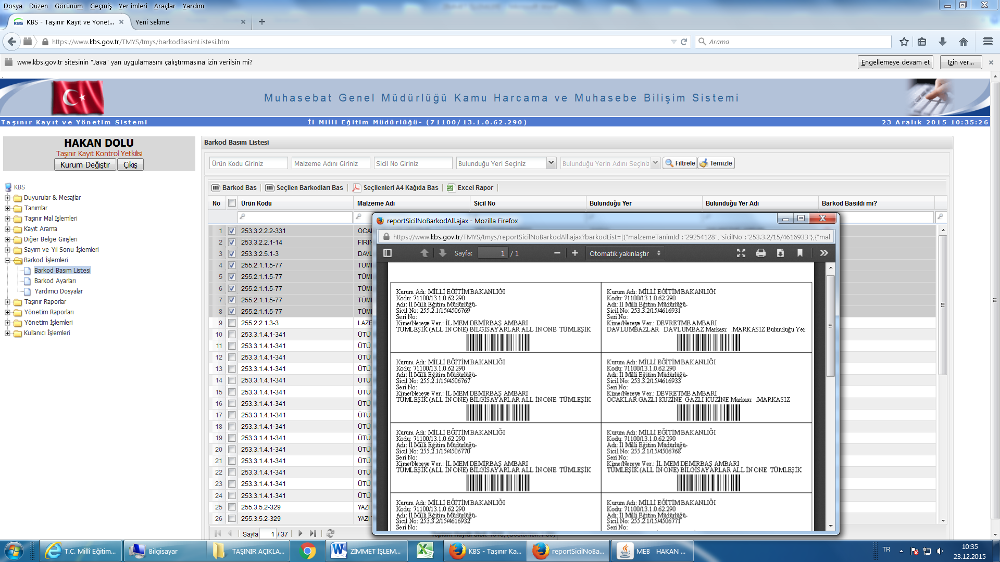 Dosya Düzen Görünüm Geçmiş Yer imleri Araçlar Yardım
KBS - Taşınır Kayıt ve Yönet...
Yeni sekme
https://www.kbs.gov.tr/TMYS/tmys/barkodBasimListesi.htm
Arama
www.kbs.gov.tr sitesinin "Java" yan uygulamasını çalıştırmasına izin verilsin mi?
Engellemeye devam et
İzin ver...
Muhasebat Genel Müdürlüğü Kamu Harcama ve Muhasebe Bilişim Sistemi
Taşınır Kayıt ve Yönetim Sistemi
İl Milli Eğitim Müdürlüğü- (71100/13.1.0.62.290)
23 Aralık 2015 10:35:26
HAKAN DOLU
Taşınır Kayıt Kontrol Yetkilisi
Kurum Değiştir Çıkış
KBS
Duyurular & Mesajlar
Tanımlar
Taşınır Mal İşlemleri
Kayıt Arama
Diğer Belge Girişleri
Sayım ve Yıl Sonu İşlemleri
Barkod İşlemleri
Barkod Basım Listesi
Barkod Ayarları
Yardımcı Dosyalar
Taşınır Raporlar
Yönetim Raporları
Yönetim İşlemleri
Kullanıcı İşlemleri
Barkod Basım Listesi
Ürün Kodu Giriniz
Malzeme Adını Giriniz
Sicil No Giriniz
Bulunduğu Yeri Seçiniz
Bulunduğu Yerin Adını Seçiniz
Filtrele
Temizle
Barkod Bas
Seçilen Barkodları Bas
Seçilenleri A4 Kağıda Bas
Excel Rapor
No Ürün Kodu Malzeme Adı Sicil No Bulunduğu Yer Bulunduğu Yer Adı Barkod Basıldı mı?
1 253.3.2.2.2-331 OCA
2 253.3.2.2.1-14 FIRIN
3 253.3.2.5.1-3 DAVL
4 255.2.1.1.5-77 TÜM
5 255.2.1.1.5-77 TÜM
6 255.2.1.1.5-77 TÜM
7 255.2.1.1.5-77 TÜM
8 255.2.1.1.5-77 TÜM
9 255.2.2.1.3-3 LAZE
10 253.3.1.4.1-341 ÜTÜ
11 253.3.1.4.1-341 ÜTÜ
12 253.3.1.4.1-341 ÜTÜ
13 253.3.1.4.1-341 ÜTÜ
14 253.3.1.4.1-341 ÜTÜ
15 253.3.1.4.1-341 ÜTÜ
16 253.3.1.4.1-341 ÜTÜ
17 253.3.1.4.1-341 ÜTÜ
18 253.3.1.4.1-341 ÜTÜ
19 253.3.1.4.1-341 ÜTÜ
20 253.3.1.4.1-341 ÜTÜ
21 253.3.1.4.1-341 ÜTÜ
22 253.3.1.4.1-341 ÜTÜ
23 253.3.1.4.1-341 ÜTÜ
24 253.3.1.4.1-341 ÜTÜ
25 255.3.5.2-329 YAZI
26 255.3.5.2-329 YAZI
Sayfa 1 / 37
reportSicilNoBarkodAll.ajax - Mozilla Firefox
https://www.kbs.gov.tr/TMYS/tmys/reportSicilNoBarkodAll.ajax?barkodList=[{"malzemeTanimId":"29254128","sicilNo":"253.3.2/15/4616933"},{"mal
Sayfa: 1 / 1
Otomatik yakınlaştır
Kurum Adı: MİLLİ EĞİTİM BAKANLIĞI
Kodu: 71100/13.1.0.62.290
Adı: İl Milli Eğitim Müdürlüğü-
Sicil No: 255.2.1/15/4506769
Seri No:
Kime/Nereye Ver.: İL MEM DEMİRBAŞ AMBARI
TÜMLEŞİK (ALL İN ONE) BİLGİSAYARLAR ALL İN ONE TÜMLEŞİK
Kurum Adı: MİLLİ EĞİTİM BAKANLIĞI
Kodu: 71100/13.1.0.62.290
Adı: İl Milli Eğitim Müdürlüğü-
Sicil No: 253.3.2/15/4616931
Seri No:
Kime/Nereye Ver.: DEVRETME AMBARI
DAVLUMBAZLAR DAVLUMBAZ Markası: .MARKASIZ Bulunduğu Yer:
Kurum Adı: MİLLİ EĞİTİM BAKANLIĞI
Kodu: 71100/13.1.0.62.290
Adı: İl Milli Eğitim Müdürlüğü-
Sicil No: 255.2.1/15/4506767
Seri No:
Kime/Nereye Ver.: İL MEM DEMİRBAŞ AMBARI
TÜMLEŞİK (ALL İN ONE) BİLGİSAYARLAR ALL İN ONE TÜMLEŞİK
Kurum Adı: MİLLİ EĞİTİM BAKANLIĞI
Kodu: 71100/13.1.0.62.290
Adı: İl Milli Eğitim Müdürlüğü-
Sicil No: 253.3.2/15/4616933
Seri No:
Kime/Nereye Ver.: DEVRETME AMBARI
OCAKLAR GAZLI KUZİNE GAZLI KUZİNE Markası: .MARKASIZ
Kurum Adı: MİLLİ EĞİTİM BAKANLIĞI
Kodu: 71100/13.1.0.62.290
Adı: İl Milli Eğitim Müdürlüğü-
Sicil No: 255.2.1/15/4506770
Seri No:
Kime/Nereye Ver.: İL MEM DEMİRBAŞ AMBARI
TÜMLEŞİK (ALL İN ONE) BİLGİSAYARLAR ALL İN ONE TÜMLEŞİK
Kurum Adı: MİLLİ EĞİTİM BAKANLIĞI
Kodu: 71100/13.1.0.62.290
Adı: İl Milli Eğitim Müdürlüğü-
Sicil No: 255.2.1/15/4506768
Seri No:
Kime/Nereye Ver.: İL MEM DEMİRBAŞ AMBARI
TÜMLEŞİK (ALL İN ONE) BİLGİSAYARLAR ALL İN ONE TÜMLEŞİK
Kurum Adı: MİLLİ EĞİTİM BAKANLIĞI
Kodu: 71100/13.1.0.62.290
Adı: İl Milli Eğitim Müdürlüğü-
Sicil No: 253.3.2/15/4616932
Seri No:
Kurum Adı: MİLLİ EĞİTİM BAKANLIĞI
Kodu: 71100/13.1.0.62.290
Adı: İl Milli Eğitim Müdürlüğü-
Sicil No: 255.2.1/15/4506771
Seri No:
T.C. Millî Eğitim...
Bilgisayar
TAŞINIR AÇIKLA...
ZİMMET İŞLEM...
KBS - Taşınır Ka...
reportSicilNoBa...
MEB HAKAN ...
TR
10:35
23.12.2015